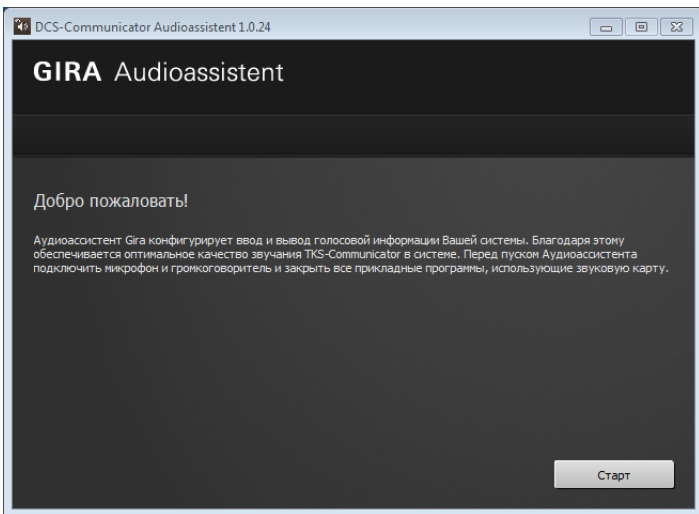 DCS-Communicator Audioassistent 1.0.24
GIRA Audioassistent
Добро пожаловать!
Аудиоассистент Gira конфигурирует ввод и вывод голосовой информации Вашей системы. Благодаря этому
обеспечивается оптимальное качество звучания TKS-Communicator в системе. Перед пуском Аудиоассистента
подключить микрофон и громкоговоритель и закрыть все прикладные программы, использующие звуковую карту.
Старт